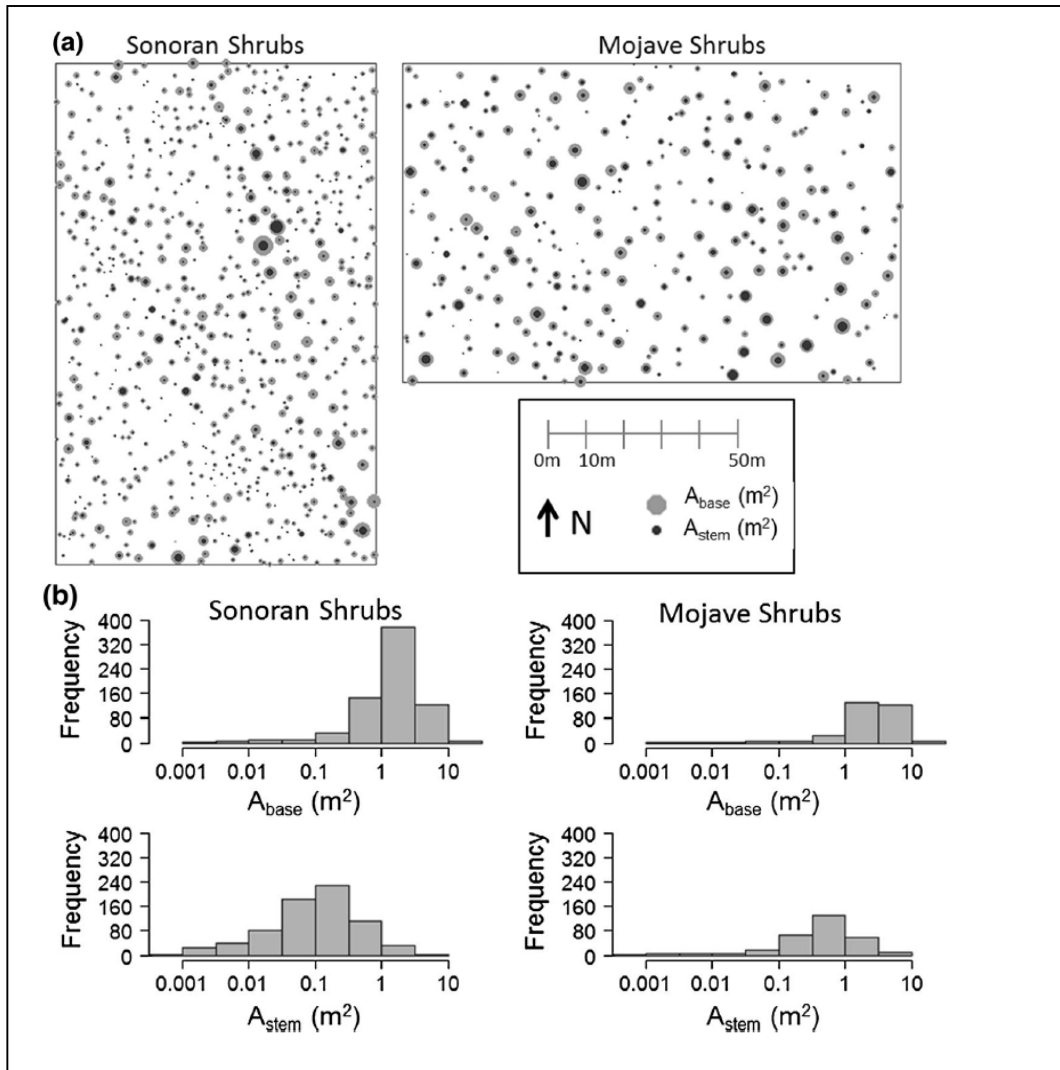 (a)
Sonoran Shrubs
Mojave Shrubs
0m 10m 50m
N
A_base (m²)
A_stem (m²)
(b)
Sonoran Shrubs
Frequency
400
320
240
160
80
0
0.001 0.01 0.1 1 10
A_base (m²)
Mojave Shrubs
Frequency
400
320
240
160
80
0
0.001 0.01 0.1 1 10
A_base (m²)
Frequency
400
320
240
160
80
0
0.001 0.01 0.1 1 10
A_stem (m²)
Frequency
400
320
240
160
80
0
0.001 0.01 0.1 1 10
A_stem (m²)